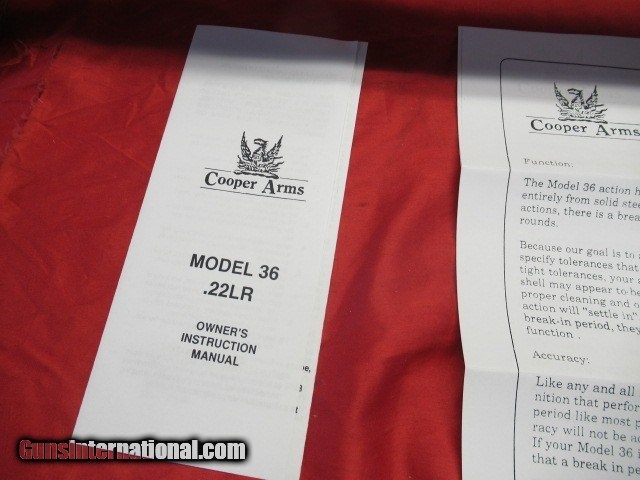 Cooper Arms
MODEL 36
.22LR
OWNER'S
INSTRUCTION
MANUAL
Cooper Arms
Function:
The Model 36 action h
entirely from solid stee
actions, there is a brea
rounds.
Because our goal is to
specify tolerances that
tight tolerances, your a
shell may appear to be
proper cleaning and o
action will "settle in"
break-in period, they
function .
Accuracy:
Like any and all
nition that perfor
period like most p
racy will not be a
If your Model 36 i
that a break in pe
GunsInternational.com